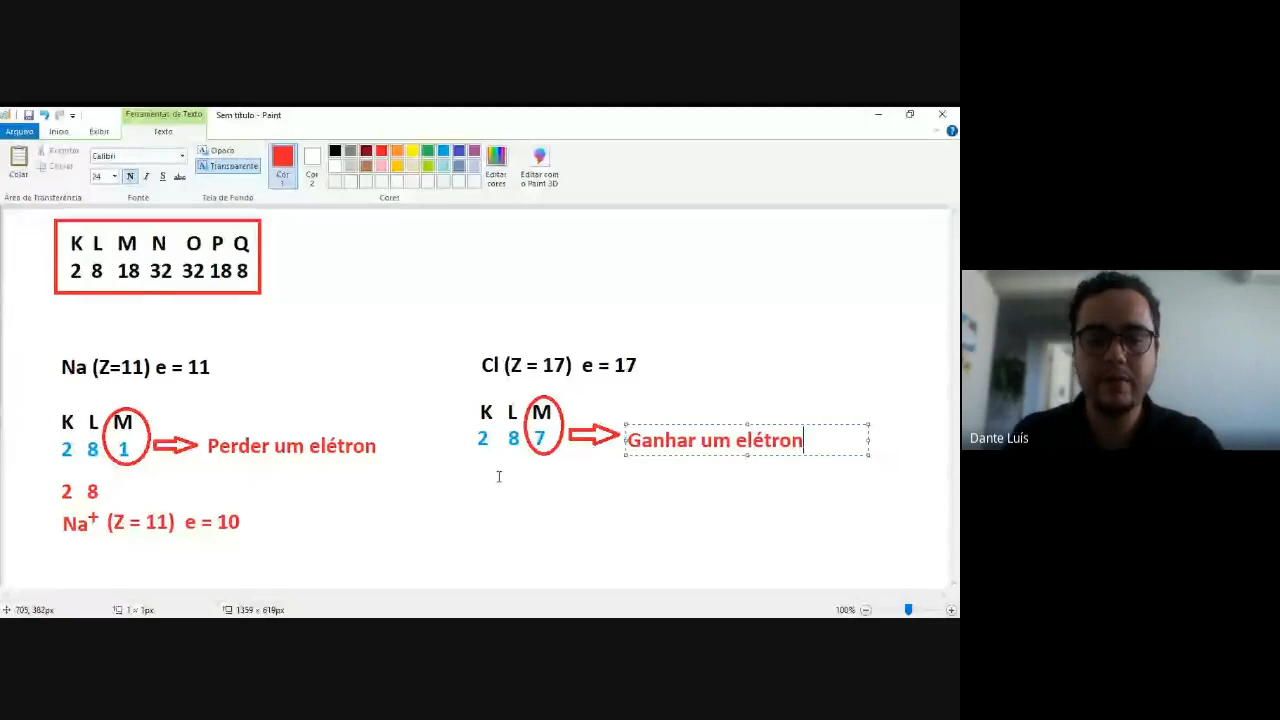 Ferramentas de Texto
Sem título - Paint
Arquivo Início Exibir Texto
Colar
Recortar
Copiar
Área de Transferência
Calibri
24
N I S abc
Fonte
Opaco
Transparente
Tela de Fundo
Cor 1
Cor 2
Cores
Editar cores
Editar com o Paint 3D
K L M N O P Q
2 8 18 32 32 18 8
Na (Z=11) e = 11
K L M
2 8 1
Perder um elétron
2 8
Na+ (Z = 11) e = 10
Cl (Z = 17) e = 17
K L M
2 8 7
Ganhar um elétron
Dante Luís
705, 382px
1 × 1px
1359 × 619px
100%